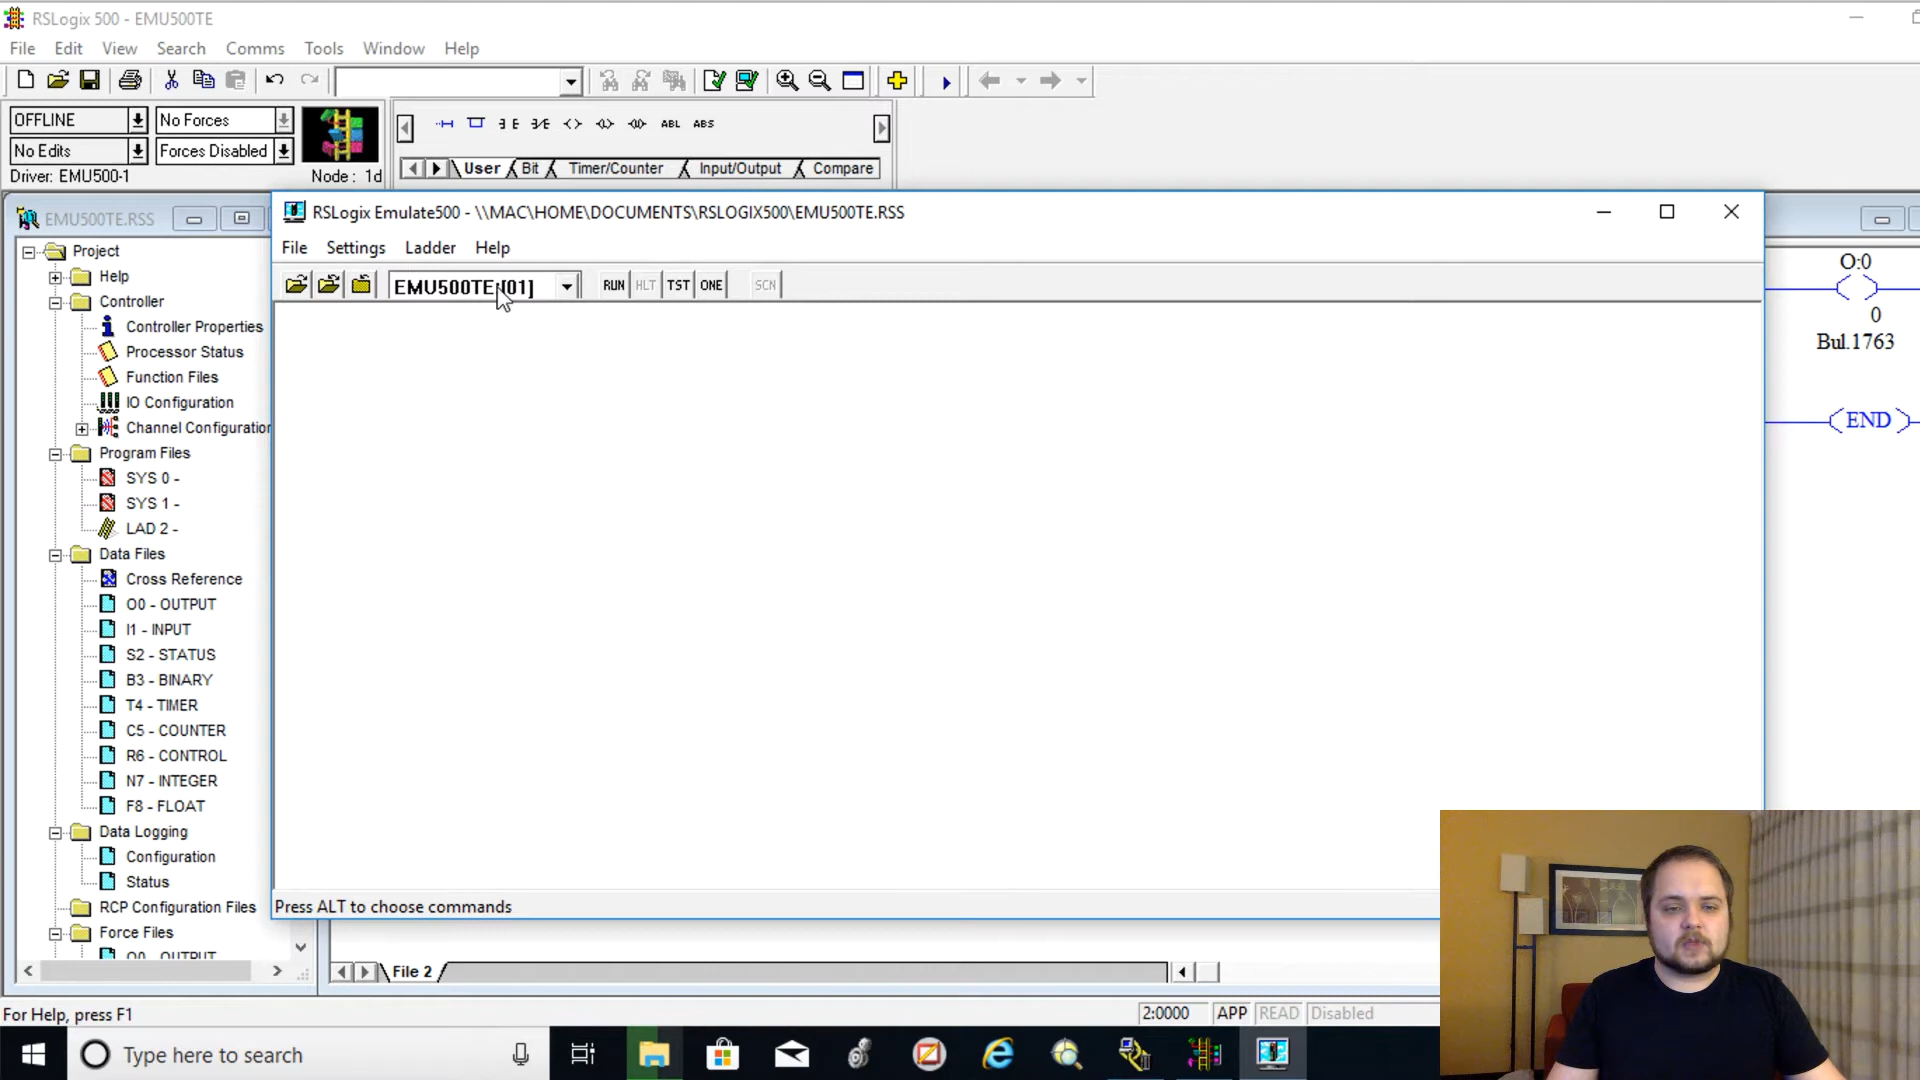 RSLogix 500 - EMU500TE
File Edit View Search Comms Tools Window Help
OFFLINE No Forces
No Edits Forces Disabled
Driver: EMU500-1 Node : 1d
ABL ABS
User Bit Timer/Counter Input/Output Compare
EMU500TE.RSS
Project
Help
Controller
Controller Properties
Processor Status
Function Files
IO Configuration
Channel Configuration
Program Files
SYS 0 -
SYS 1 -
LAD 2 -
Data Files
Cross Reference
O0 - OUTPUT
I1 - INPUT
S2 - STATUS
B3 - BINARY
T4 - TIMER
C5 - COUNTER
R6 - CONTROL
N7 - INTEGER
F8 - FLOAT
Data Logging
Configuration
Status
RCP Configuration Files
Force Files
O0 - OUTPUT
RSLogix Emulate500 - \\MAC\HOME\DOCUMENTS\RSLOGIX500\EMU500TE.RSS
File Settings Ladder Help
EMU500TE:[01] RUN HLT TST ONE SCN
Press ALT to choose commands
O:0
0
Bul.1763
END
File 2
For Help, press F1
2:0000 APP READ Disabled
Type here to search